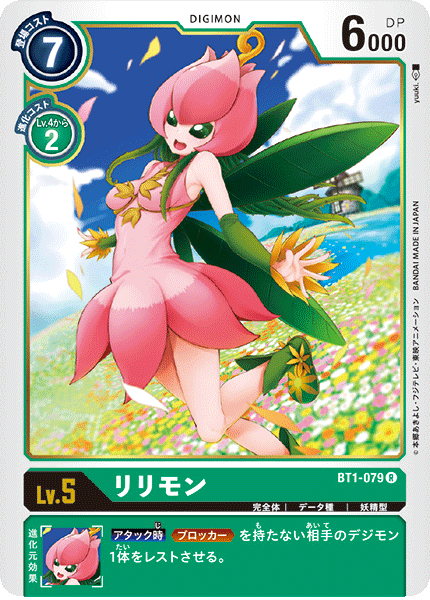 登場コスト
7
DIGIMON
6000
DP
進化コスト
Lv.4から
2
yuuki.
©本郷あきよし・フジテレビ・東映アニメーション BANDAI MADE IN JAPAN
BT1-079 R
Lv.5
リリモン
完全体 | データ種 | 妖精型
進化元効果
アタック時 ブロッカー を持たない相手のデジモン
1体をレストさせる。